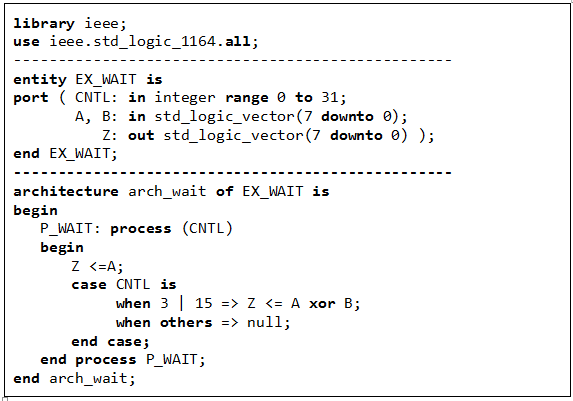 library ieee;
use ieee.std_logic_1164.all;
-------------------------------------------------
entity EX_WAIT is
port ( CNTL: in integer range 0 to 31;
       A, B: in std_logic_vector(7 downto 0);
          Z: out std_logic_vector(7 downto 0) );
end EX_WAIT;
-------------------------------------------------
architecture arch_wait of EX_WAIT is
begin
   P_WAIT: process (CNTL)
   begin
      Z <=A;
      case CNTL is
           when 3 | 15 => Z <= A xor B;
           when others => null;
      end case;
   end process P_WAIT;
end arch_wait;